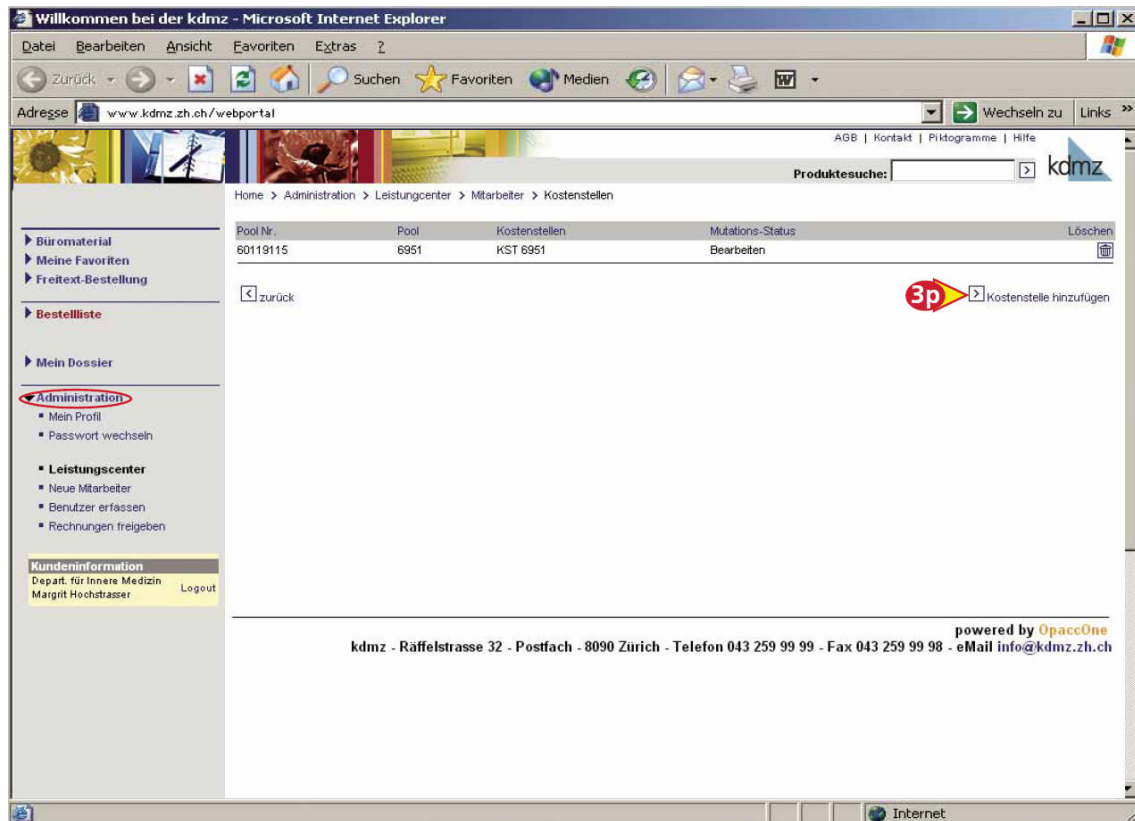 Willkommen bei der kdmz - Microsoft Internet Explorer
Datei Bearbeiten Ansicht Favoriten Extras ?
Zurück Suchen Favoriten Medien
Adresse www.kdmz.zh.ch/webportal Wechseln zu Links »
AGB | Kontakt | Piktogramme | Hilfe
Produktesuche: kdmz
Home > Administration > Leistungcenter > Mitarbeiter > Kostenstellen
Pool Nr. Pool Kostenstellen Mutations-Status Löschen
60119115 6951 KST 6951 Bearbeiten
zurück 3p Kostenstelle hinzufügen
Büromaterial
Meine Favoriten
Freitext-Bestellung
Bestellliste
Mein Dossier
Administration
Mein Profil
Passwort wechseln
Leistungscenter
Neue Mitarbeiter
Benutzer erfassen
Rechnungen freigeben
Kundeninformation
Depart. für Innere Medizin
Margrit Hochstrasser
Logout
powered by OpaccOne
kdmz - Räffelstrasse 32 - Postfach - 8090 Zürich - Telefon 043 259 99 99 - Fax 043 259 99 98 - eMail info@kdmz.zh.ch
Internet